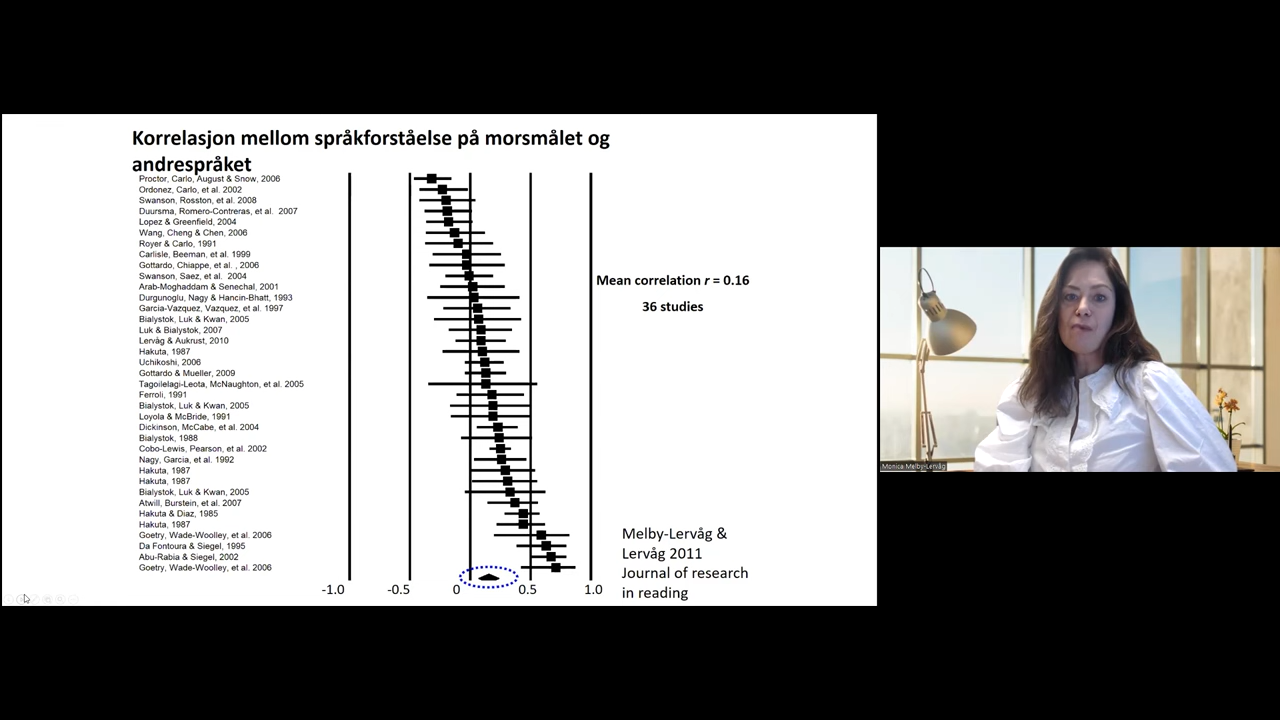 Korrelasjon mellom språkforståelse på morsmålet og
andrespråket
Proctor, Carlo, August & Snow, 2006
Ordonez, Carlo, et al. 2002
Swanson, Rosston, et al. 2008
Duursma, Romero-Contreras, et al. 2007
Lopez & Greenfield, 2004
Wang, Cheng & Chen, 2006
Royer & Carlo, 1991
Carlisle, Beeman, et al. 1999
Gottardo, Chiappe, et al. , 2006
Swanson, Saez, et al. 2004
Arab-Moghaddam & Senechal, 2001
Durgunoglu, Nagy & Hancin-Bhatt, 1993
Garcia-Vazquez, Vazquez, et al. 1997
Bialystok, Luk & Kwan, 2005
Luk & Bialystok, 2007
Lervåg & Aukrust, 2010
Hakuta, 1987
Uchikoshi, 2006
Gottardo & Mueller, 2009
Tagoilelagi-Leota, McNaughton, et al. 2005
Ferroli, 1991
Bialystok, Luk & Kwan, 2005
Loyola & McBride, 1991
Dickinson, McCabe, et al. 2004
Bialystok, 1988
Cobo-Lewis, Pearson, et al. 2002
Nagy, Garcia, et al. 1992
Hakuta, 1987
Hakuta, 1987
Bialystok, Luk & Kwan, 2005
Atwill, Burstein, et al. 2007
Hakuta & Diaz, 1985
Hakuta, 1987
Goetry, Wade-Woolley, et al. 2006
Da Fontoura & Siegel, 1995
Abu-Rabia & Siegel, 2002
Goetry, Wade-Woolley, et al. 2006
-1.0 -0.5 0 0.5 1.0
Mean correlation r = 0.16
36 studies
Melby-Lervåg &
Lervåg 2011
Journal of research
in reading
Monica Melby-Lervåg